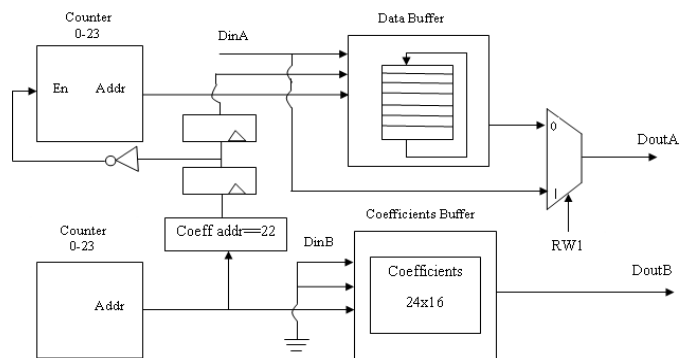 Counter
0-23
En
Addr
DinA
Data Buffer
0
1
DoutA
RW1
Coeff addr==22
Counter
0-23
Addr
DinB
Coefficients Buffer
Coefficients
24x16
DoutB